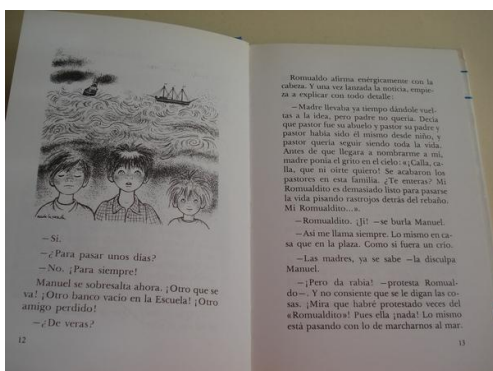 —Sí.
—¿Para pasar unos días?
—No. ¡Para siempre!
Manuel se sobresalta ahora. ¡Otro que se
va! ¡Otro banco vacío en la Escuela! ¡Otro
amigo perdido!
—¿De veras?
12
Romualdo afirma enérgicamente con la
cabeza. Y una vez lanzada la noticia, empie-
za a explicar con todo detalle:
—Madre llevaba ya tiempo dándole vuel-
tas a la idea, pero padre no quería. Decía
que pastor fue su abuelo y pastor su padre y
pastor había sido él mismo desde niño, y
pastor quería seguir siendo toda la vida.
Antes de que llegara a nombrarme a mí,
madre ponía el grito en el cielo: «¡Calla, ca-
lla, que ni oírte quiero! Se acabaron los
pastores en esta familia. ¿Te enteras? Mi
Romualdito es demasiado listo para pasarse
la vida pisando rastrojos detrás del rebaño.
Mi Romualdito...».
—Romualdito. ¡Ji! —se burla Manuel.
—Así me llama siempre. Lo mismo en ca-
sa que en la plaza. Como si fuera un crío.
—Las madres, ya se sabe —la disculpa
Manuel.
—¡Pero da rabia! —protesta Romual-
do—. Y no consiente que se le digan las co-
sas. ¡Mira que habré protestado veces del
«Romualdito»! Pues ella ¡nada! Lo mismo
está pasando con lo de marcharnos al mar.
13